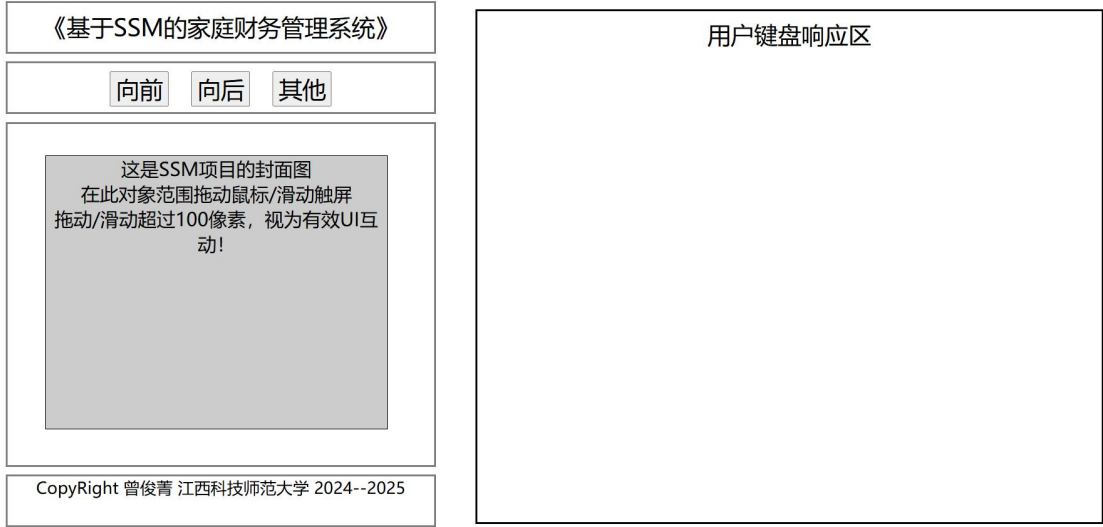 《基于SSM的家庭财务管理系统》
向前 向后 其他
这是SSM项目的封面图
在此对象范围拖动鼠标/滑动触屏
拖动/滑动超过100像素，视为有效UI互
动！
CopyRight 曾俊菁 江西科技师范大学 2024--2025
用户键盘响应区